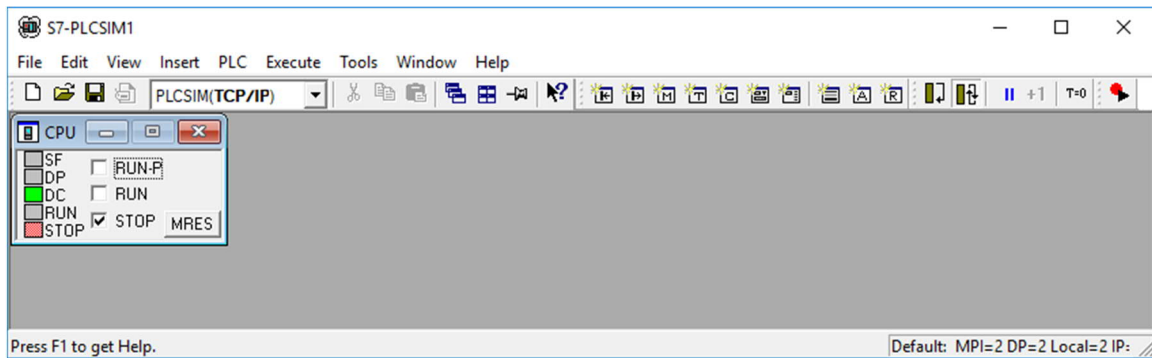 S7-PLCSIM1
File Edit View Insert PLC Execute Tools Window Help
PLCSIM(TCP/IP) +1 T=0
CPU
SF
DP
DC
RUN
STOP
RUN-P
RUN
STOP MRES
Press F1 to get Help. Default: MPI=2 DP=2 Local=2 IP: